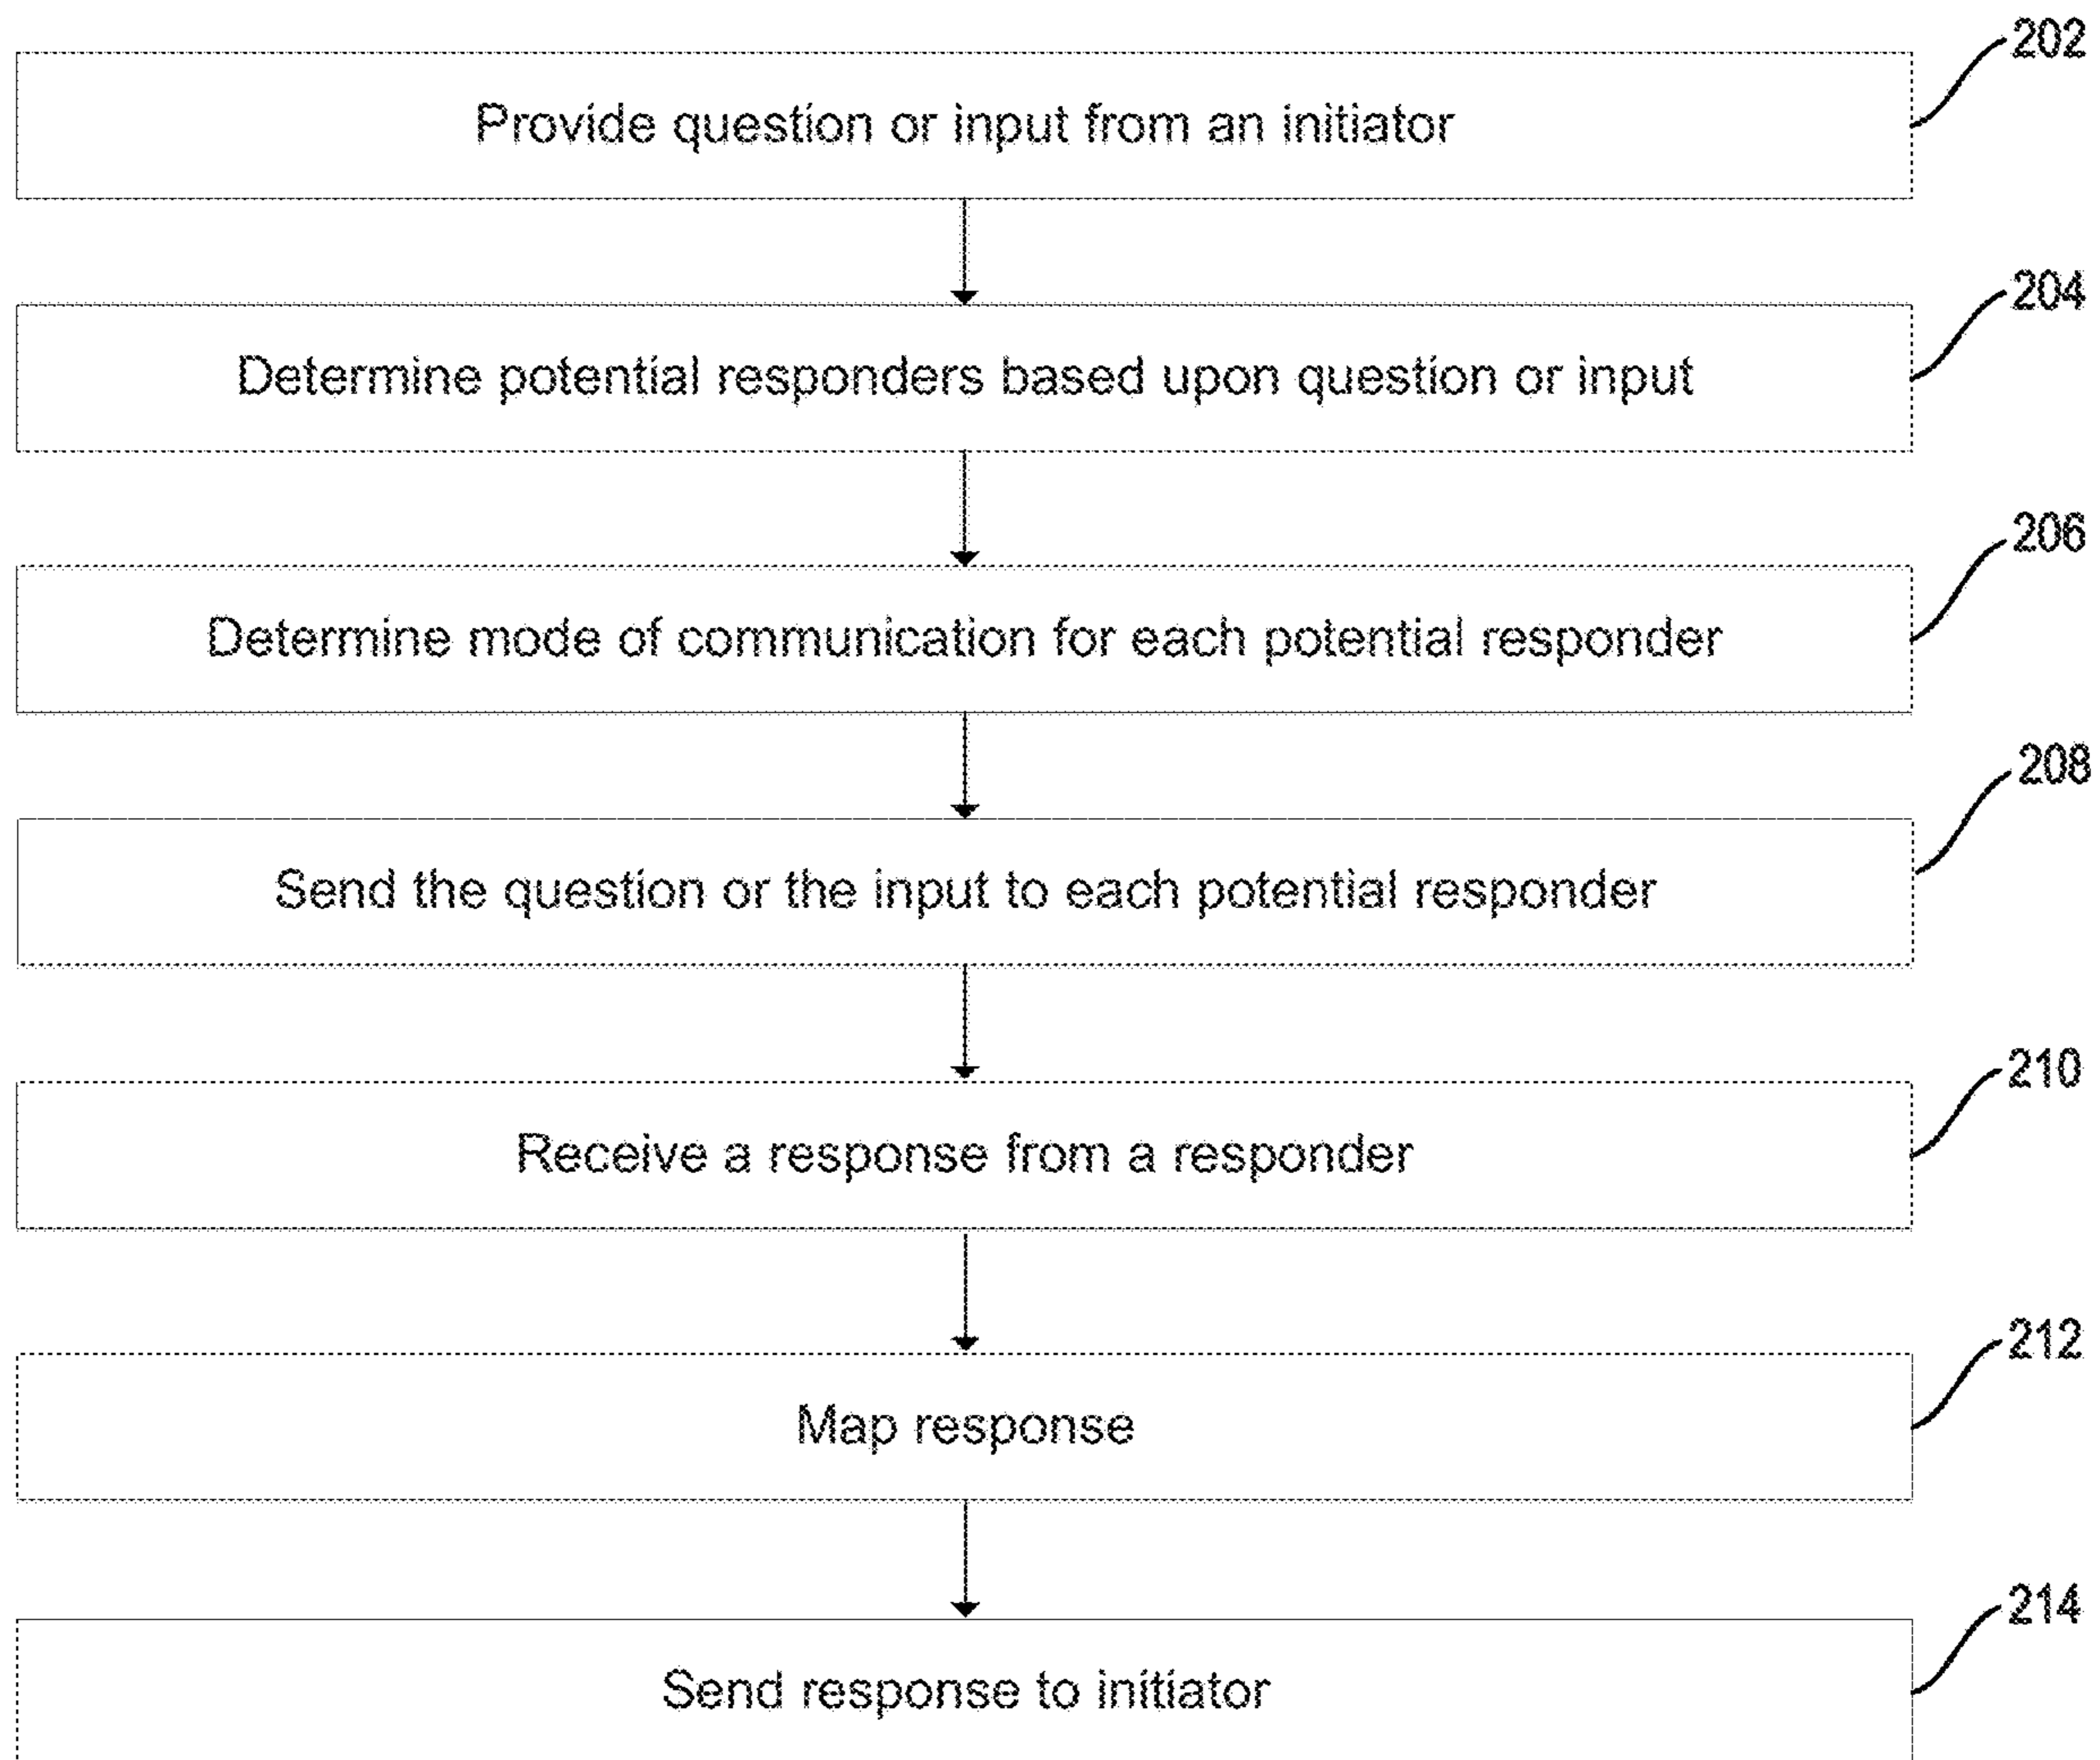 202
Provide question or input from an initiator
204
Determine potential responders based upon question or input
206
Determine mode of communication for each potential responder
208
Send the question or the input to each potential responder
210
Receive a response from a responder
212
Map response
214
Send response to initiator